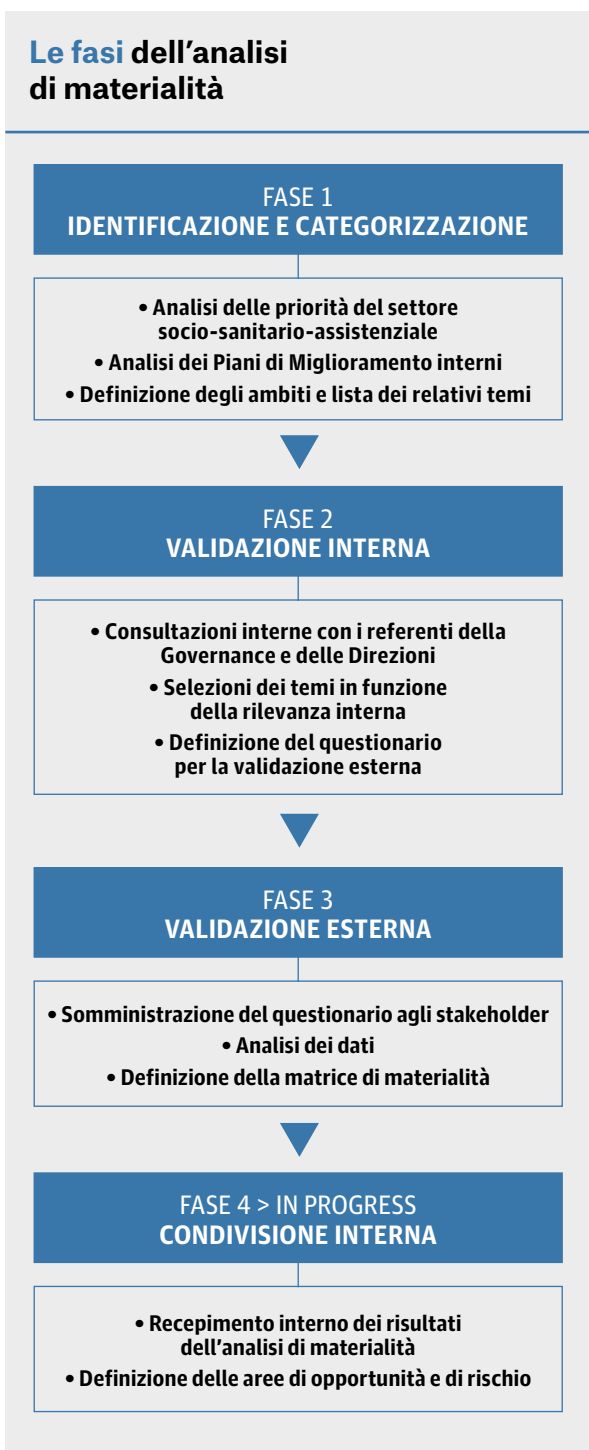 Le fasi dell’analisi
di materialità
FASE 1
IDENTIFICAZIONE E CATEGORIZZAZIONE
• Analisi delle priorità del settore
socio-sanitario-assistenziale
• Analisi dei Piani di Miglioramento interni
• Definizione degli ambiti e lista dei relativi temi
FASE 2
VALIDAZIONE INTERNA
• Consultazioni interne con i referenti della
Governance e delle Direzioni
• Selezioni dei temi in funzione
della rilevanza interna
• Definizione del questionario
per la validazione esterna
FASE 3
VALIDAZIONE ESTERNA
• Somministrazione del questionario agli stakeholder
• Analisi dei dati
• Definizione della matrice di materialità
FASE 4 > IN PROGRESS
CONDIVISIONE INTERNA
• Recepimento interno dei risultati
dell’analisi di materialità
• Definizione delle aree di opportunità e di rischio